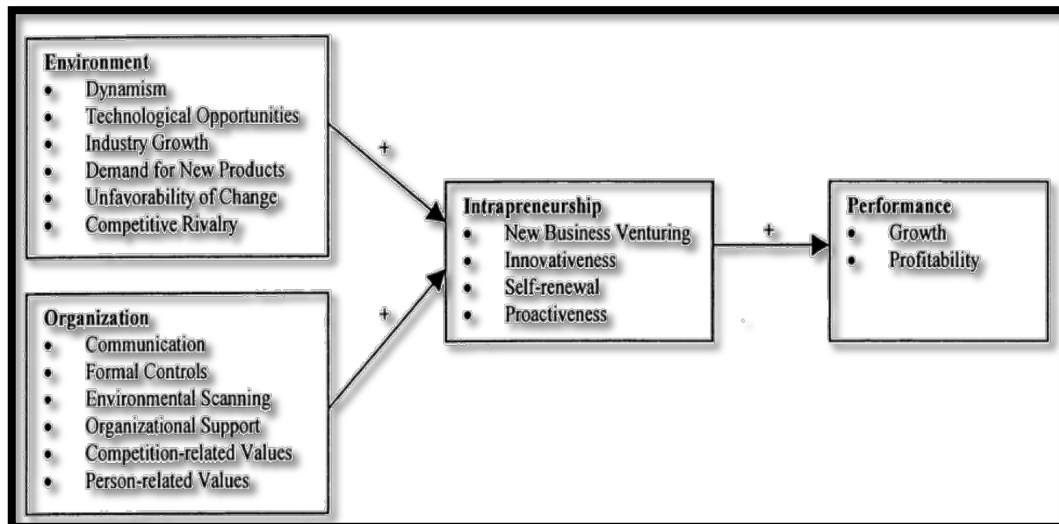 Environment
• Dynamism
• Technological Opportunities
• Industry Growth
• Demand for New Products
• Unfavorability of Change
• Competitive Rivalry
+
Organization
• Communication
• Formal Controls
• Environmental Scanning
• Organizational Support
• Competition-related Values
• Person-related Values
+
Intrapreneurship
• New Business Venturing
• Innovativeness
• Self-renewal
• Proactiveness
+
Performance
• Growth
• Profitability